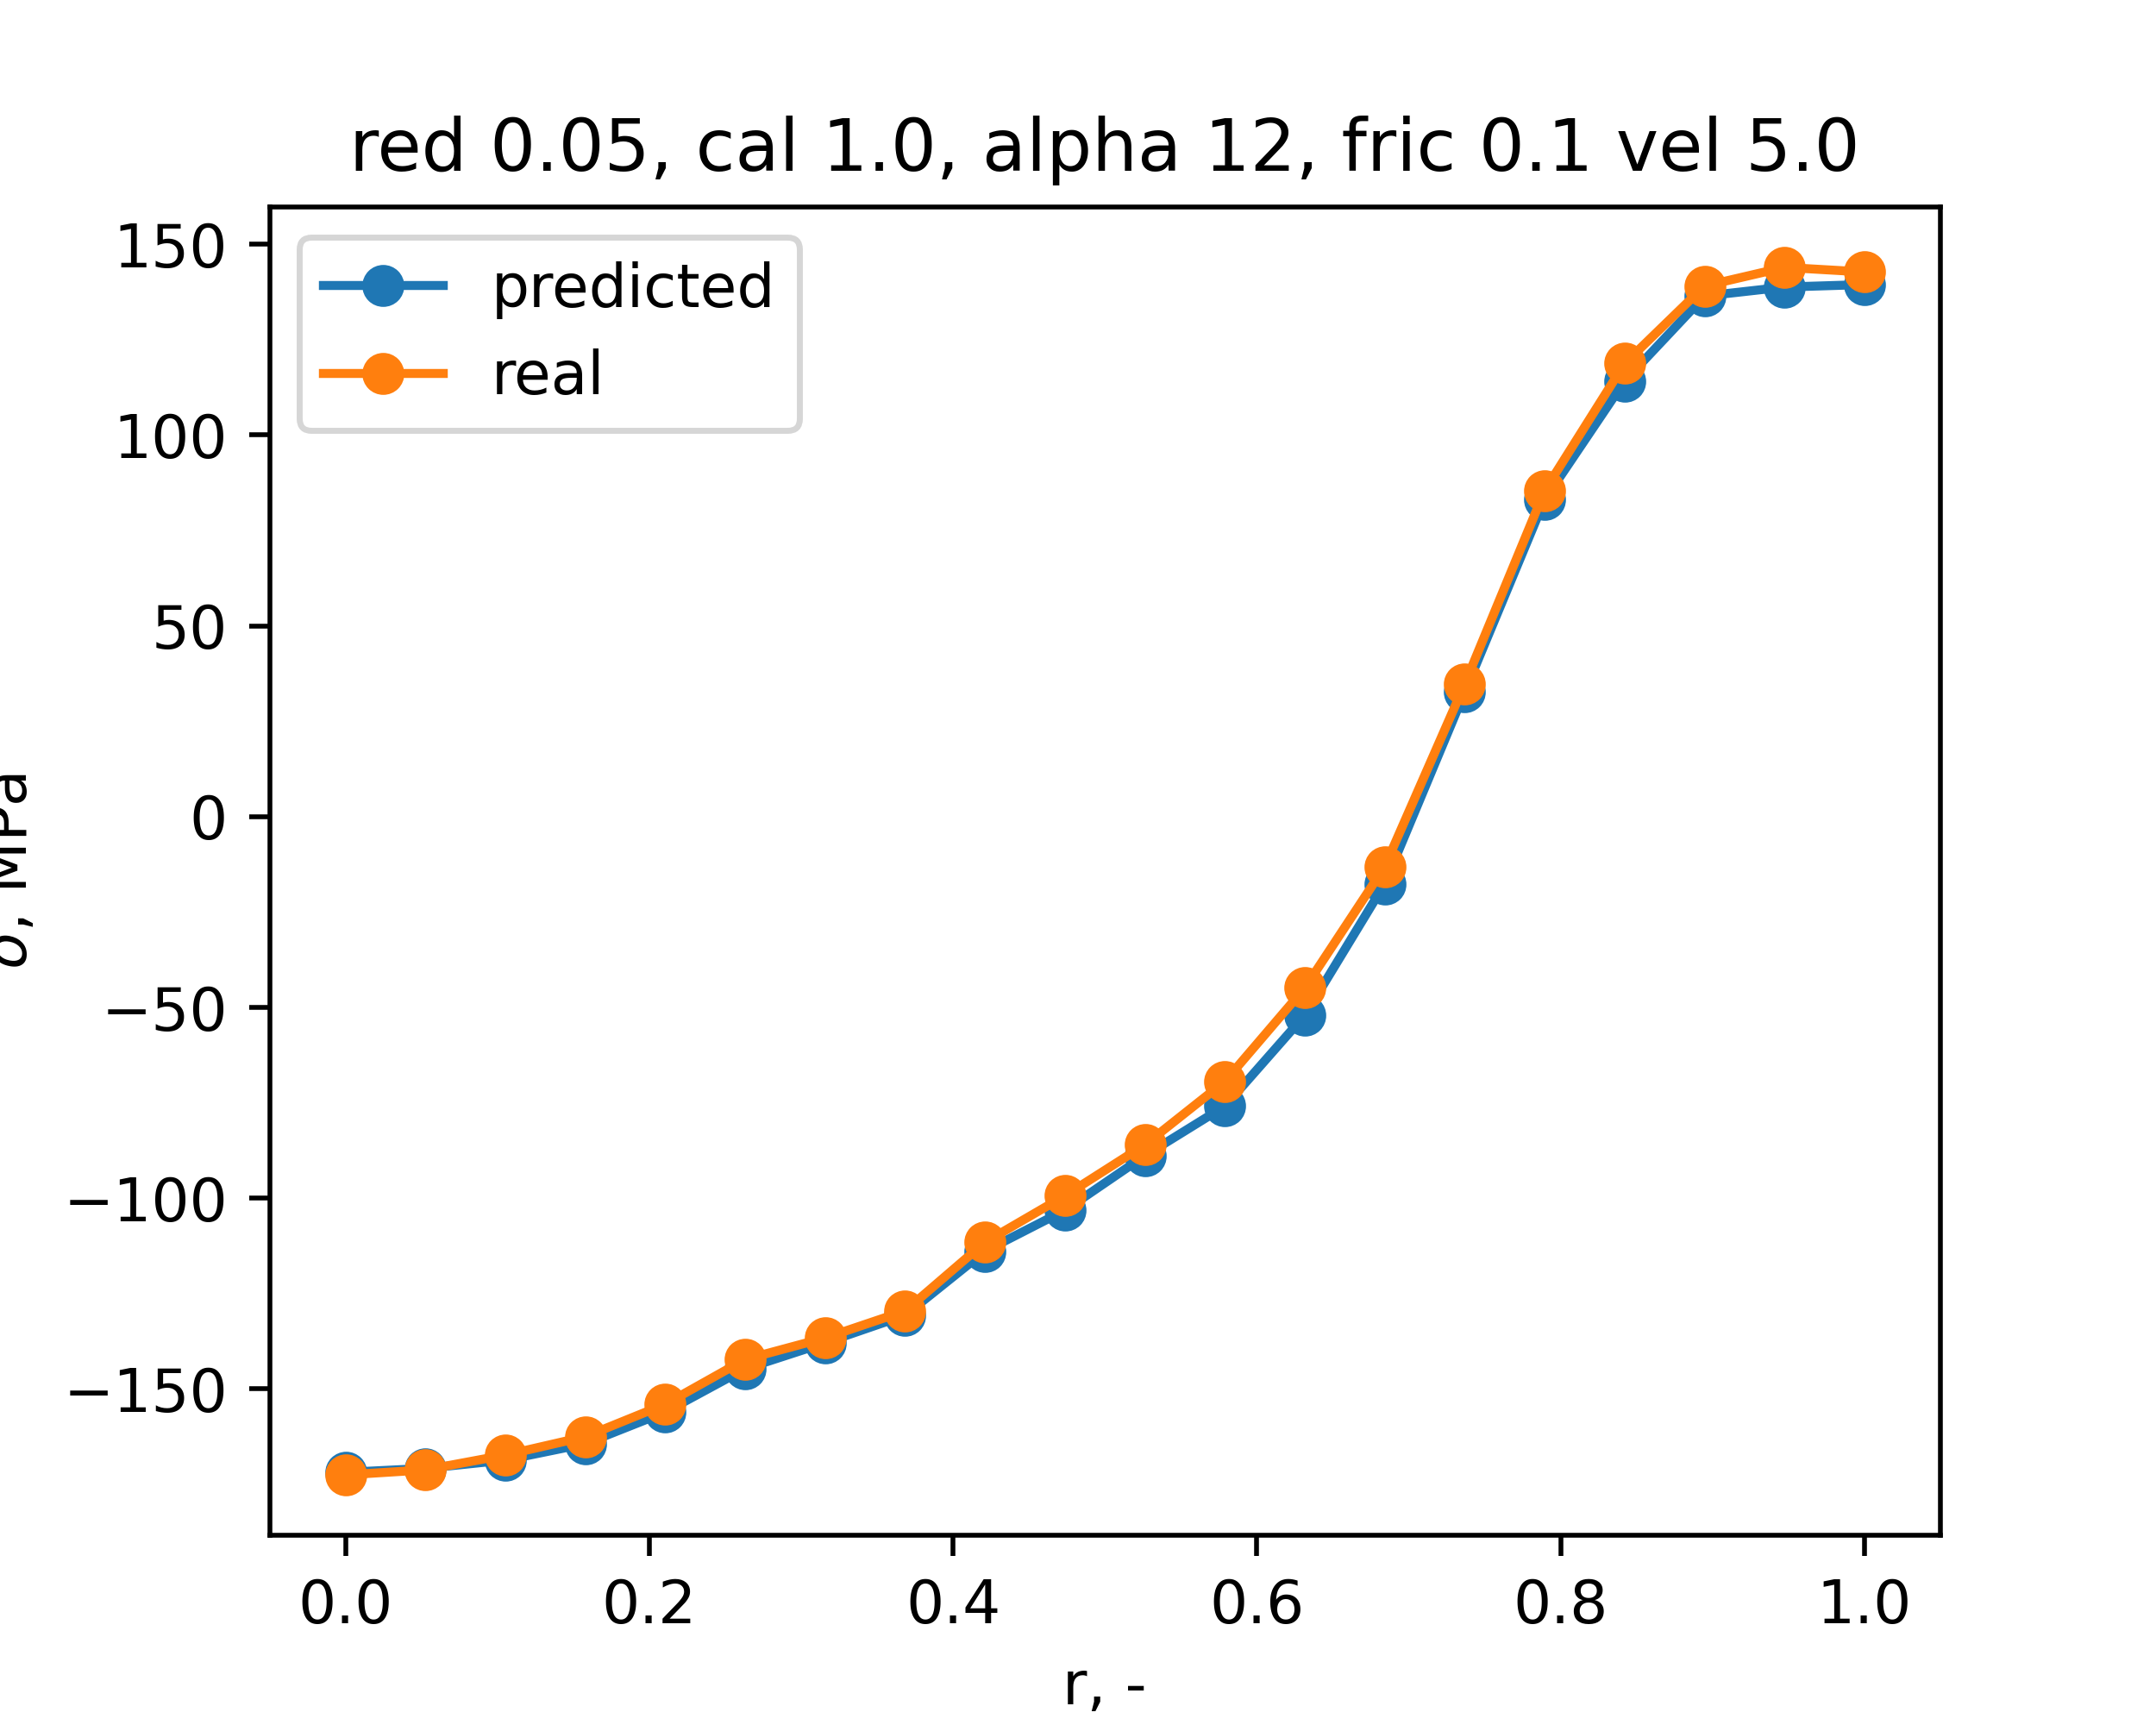 red 0.05, cal 1.0, alpha 12, fric 0.1 vel 5.0
predicted
real
150
100
50
0
−50
−100
−150
σ, MPa
0.0 0.2 0.4 0.6 0.8 1.0
r, -